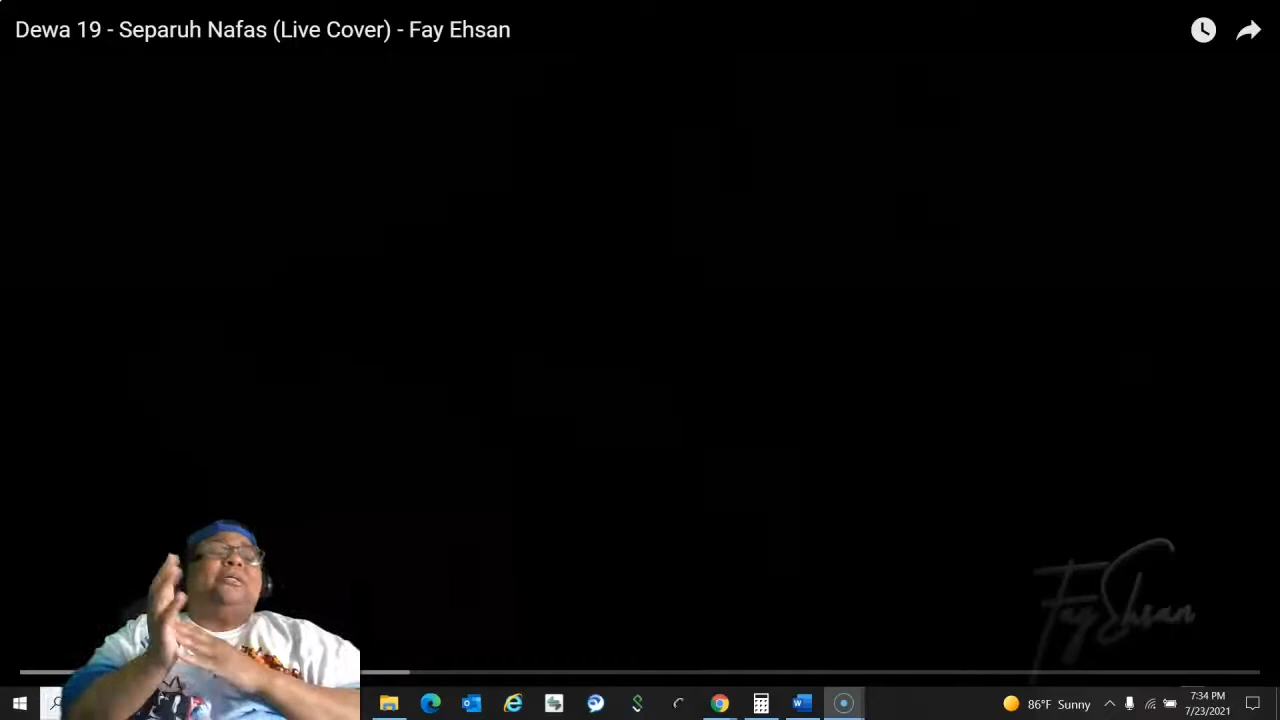 Dewa 19 - Separuh Nafas (Live Cover) - Fay Ehsan
Fay Ehsan
86°F Sunny
7:34 PM
7/23/2021